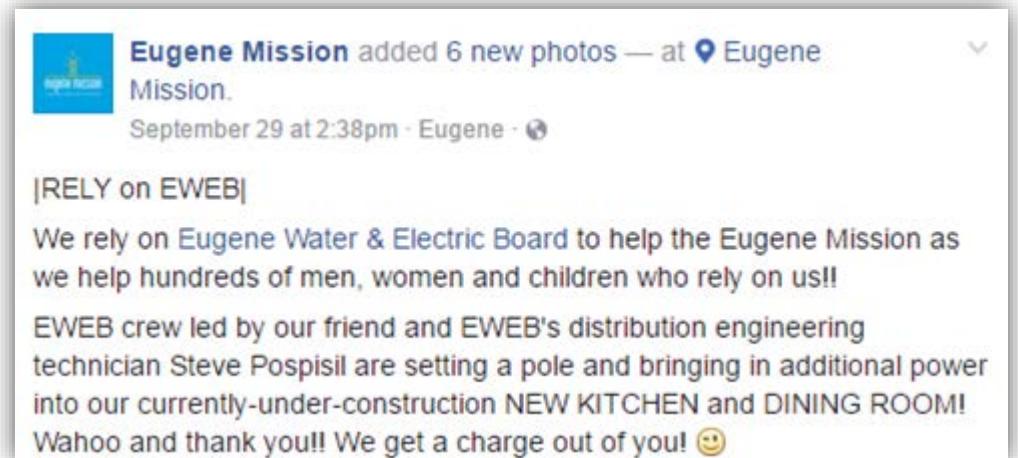 Eugene Mission added 6 new photos — at Eugene
Mission.
September 29 at 2:38pm · Eugene ·
eugene mission
|RELY on EWEB|
We rely on Eugene Water & Electric Board to help the Eugene Mission as
we help hundreds of men, women and children who rely on us!!
EWEB crew led by our friend and EWEB's distribution engineering
technician Steve Pospisil are setting a pole and bringing in additional power
into our currently-under-construction NEW KITCHEN and DINING ROOM!
Wahoo and thank you!! We get a charge out of you! 🙂